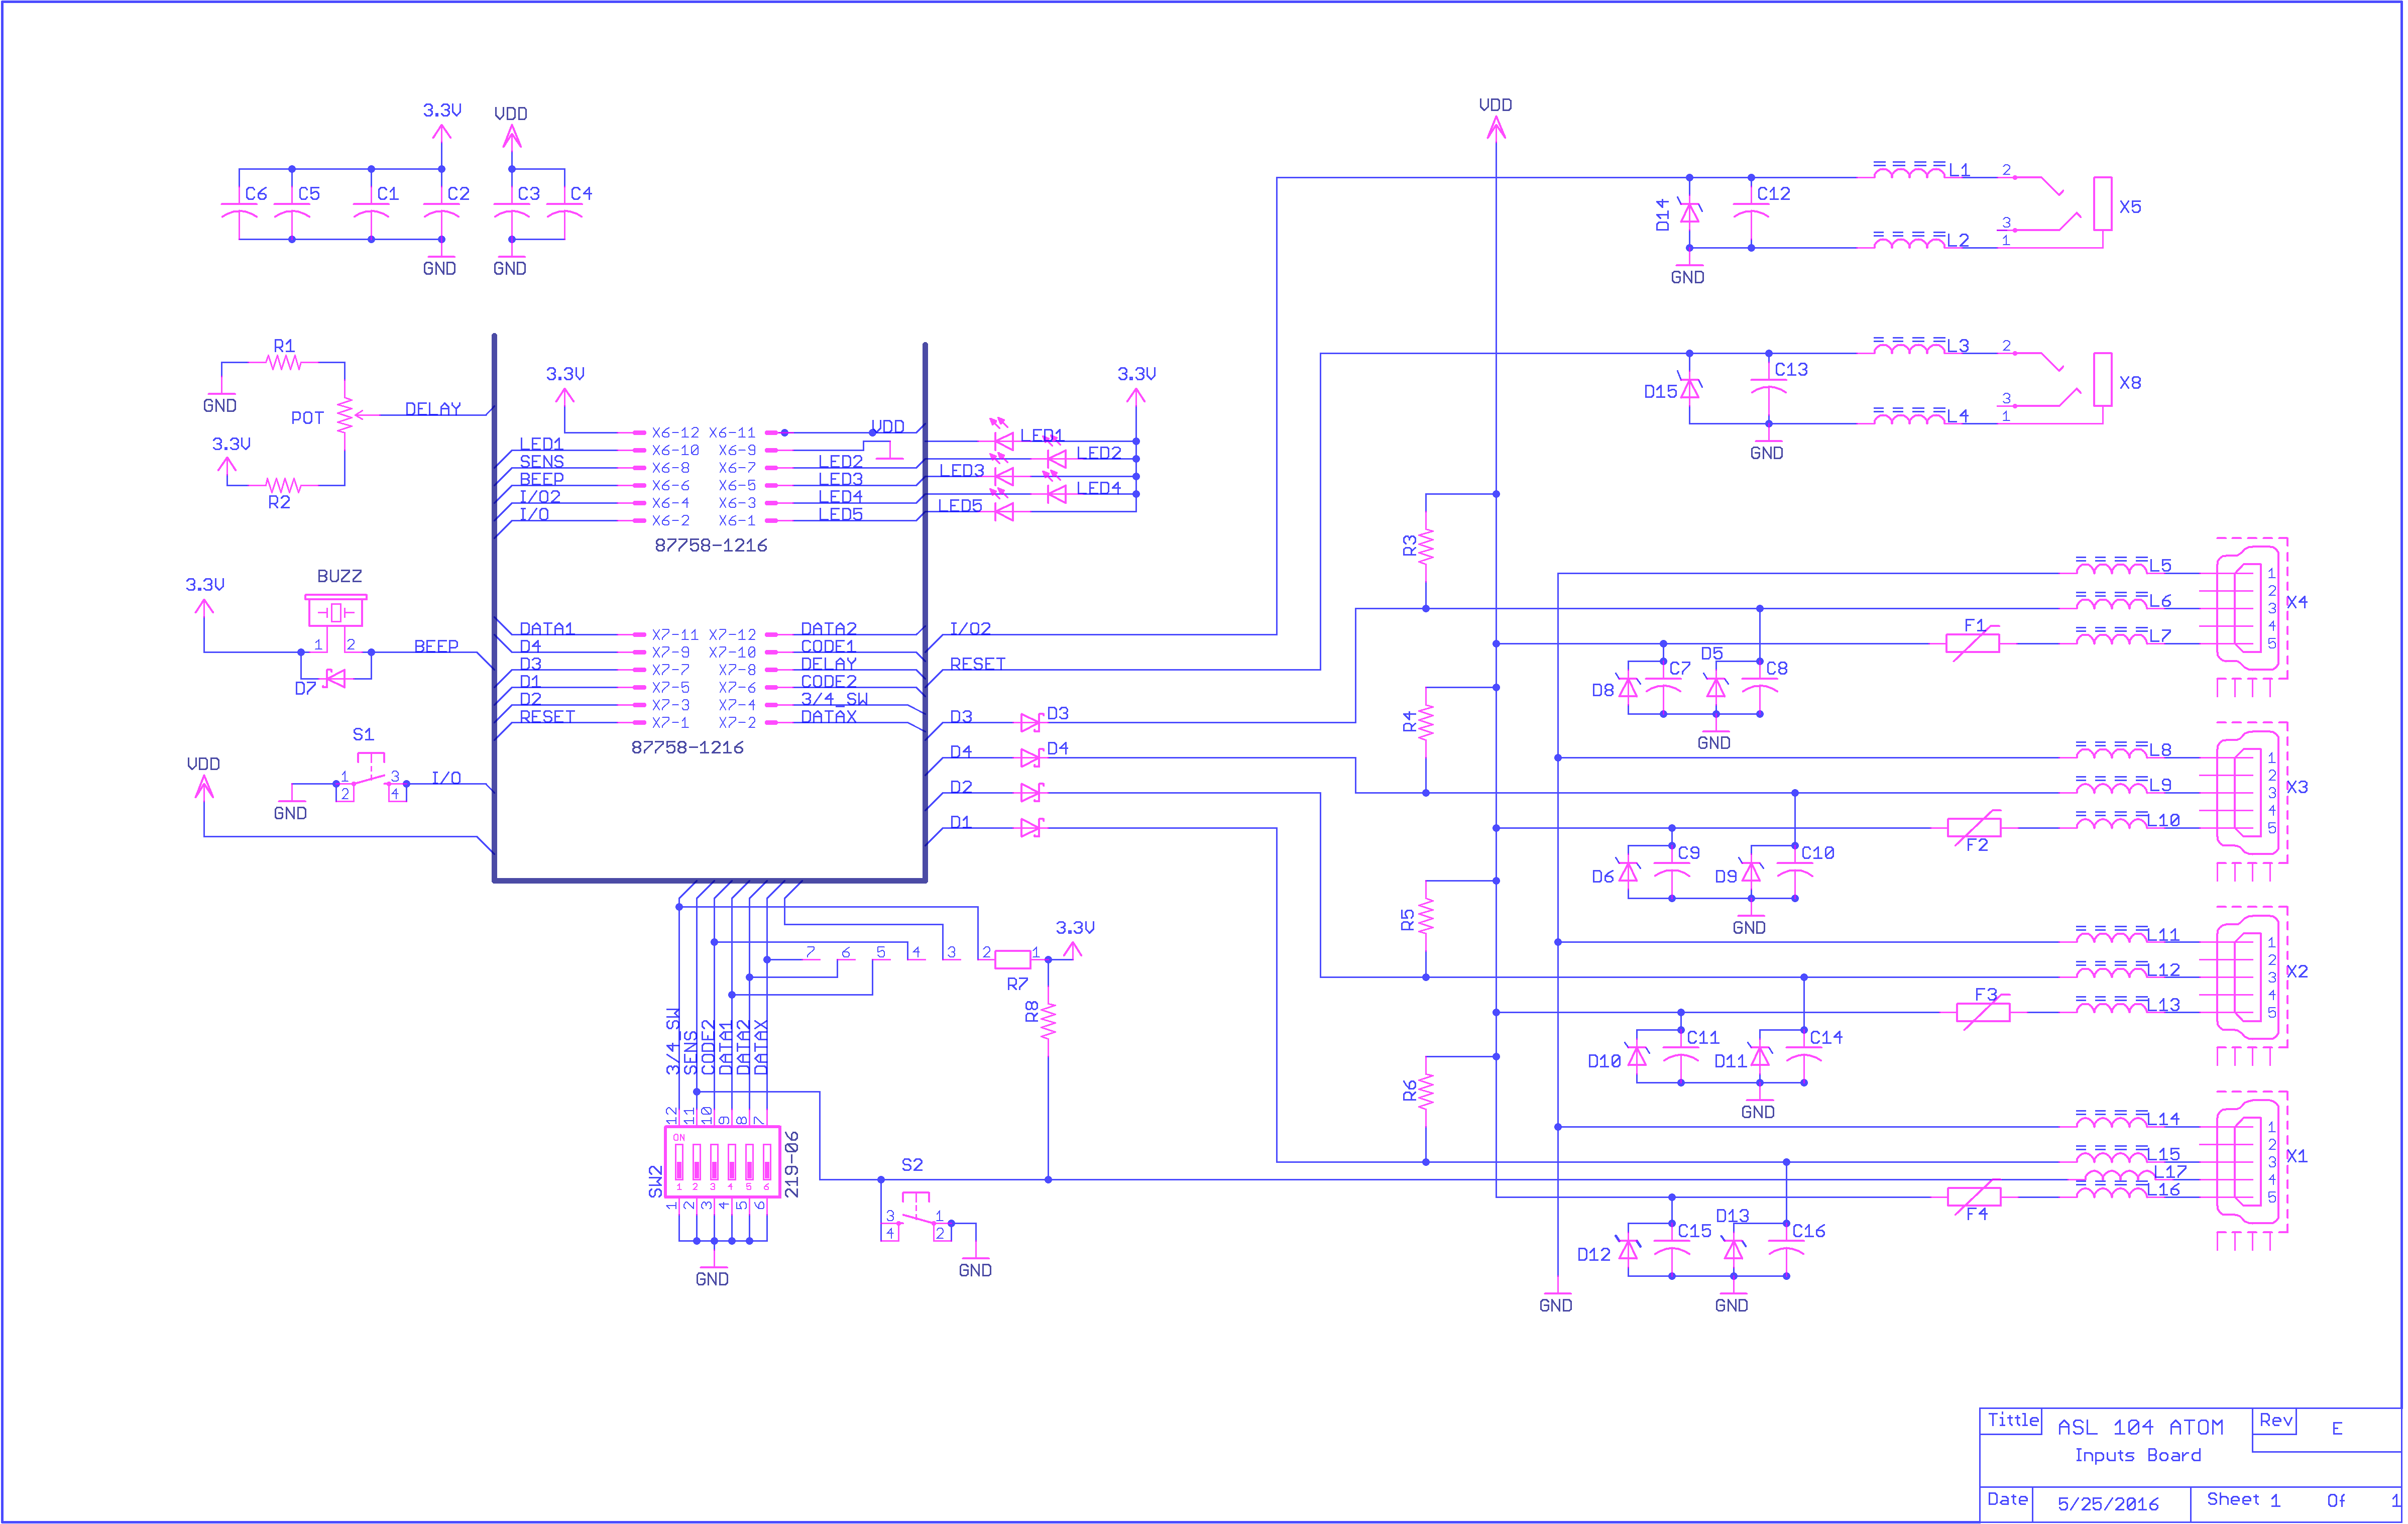 3.3V
VDD
C6 C5 C1 C2 C3 C4
GND GND
VDD
L1 2
D14 C12
3 X5
L2 1
GND
R1
GND
POT DELAY
3.3V
R2
3.3V
X6-12 X6-11 VDD
LED1 X6-10 X6-9
SENS X6-8 X6-7 LED2
BEEP X6-6 X6-5 LED3
I/O2 X6-4 X6-3 LED4
I/O X6-2 X6-1 LED5
87758-1216
3.3V
LED1
LED2
LED3
LED4
LED5
L3 2
D15 C13
3 X8
L4 1
GND
3.3V
BUZZ
1 2 BEEP
D7
DATA1 X7-11 X7-12 DATA2
D4 X7-9 X7-10 CODE1
D3 X7-7 X7-8 DELAY
D1 X7-5 X7-6 CODE2
D2 X7-3 X7-4 3/4_SW
RESET X7-1 X7-2 DATAX
87758-1216
I/O2
RESET
D3 D3
D4 D4
D2
D1
S1
VDD
1 3 I/O
2 4
GND
R3
R4
R5
R6
L5 1
2
L6 3 X4
4
F1 L7 5
D8 C7 D5 C8
GND
L8 1
2
L9 3 X3
4
F2 L10 5
D6 C9 D9 C10
GND
L11 1
2
L12 3 X2
4
F3 L13 5
D10 C11 D11 C14
GND
L14 1
2
L15 3 X1
L17 4
F4 L16 5
D12 C15 D13 C16
GND GND
3.3V
7 6 5 4 3 2 1
R7
R8
3/4_SW
SENS
CODE2
DATA1
DATA2
DATAX
12 11 10 9 8 7
ON
1 2 3 4 5 6
SW2
219-06
1 2 3 4 5 6
GND
S2
3 1
4 2
GND
Tittle ASL 104 ATOM Rev E
Inputs Board
Date 5/25/2016 Sheet 1 Of 1